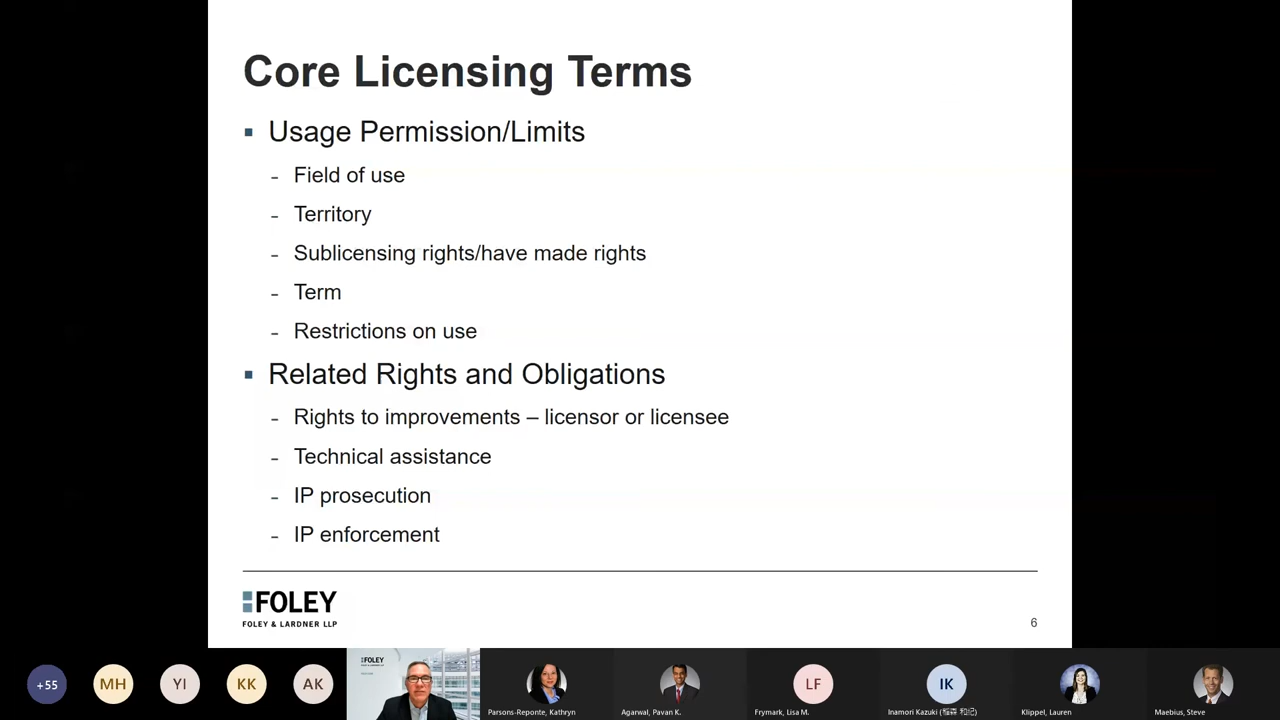 Core Licensing Terms
▪ Usage Permission/Limits
- Field of use
- Territory
- Sublicensing rights/have made rights
- Term
- Restrictions on use
▪ Related Rights and Obligations
- Rights to improvements – licensor or licensee
- Technical assistance
- IP prosecution
- IP enforcement
FOLEY
FOLEY & LARDNER LLP
6
+55
MH
YI
KK
AK
FOLEY
Parsons-Reponte, Kathryn
Agarwal, Pavan K.
LF
Frymark, Lisa M.
IK
Inamori Kazuki
Klippel, Lauren
Maebius, Steve